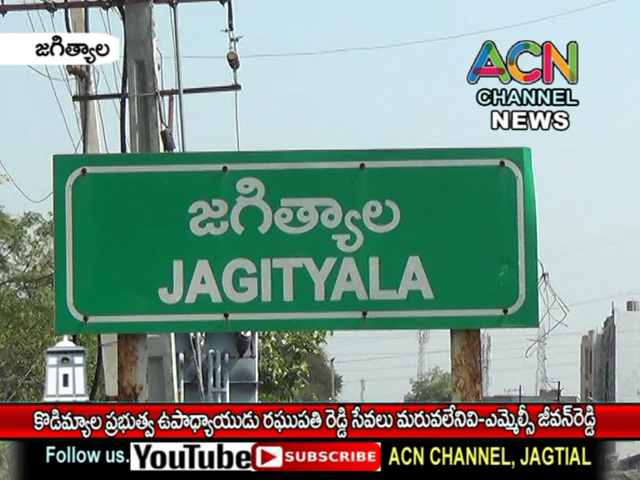 జగిత్యాల
ACN
CHANNEL
NEWS
జగిత్యాల
JAGITYALA
కొడిమ్యాల ప్రభుత్వ ఉపాధ్యాయుడు రఘుపతి రెడ్డి సేవలు మరువలేనివి-ఎమ్మెల్సీ జీవన్‌రెడ్డి
Follow us. YouTube SUBSCRIBE ACN CHANNEL, JAGTIAL